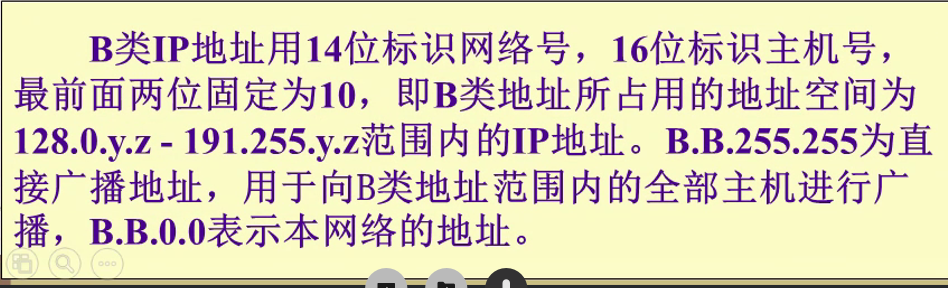 B类IP地址用14位标识网络号，16位标识主机号，
最前面两位固定为10，即B类地址所占用的地址空间为
128.0.y.z - 191.255.y.z范围内的IP地址。B.B.255.255为直
接广播地址，用于向B类地址范围内的全部主机进行广
播，B.B.0.0表示本网络的地址。